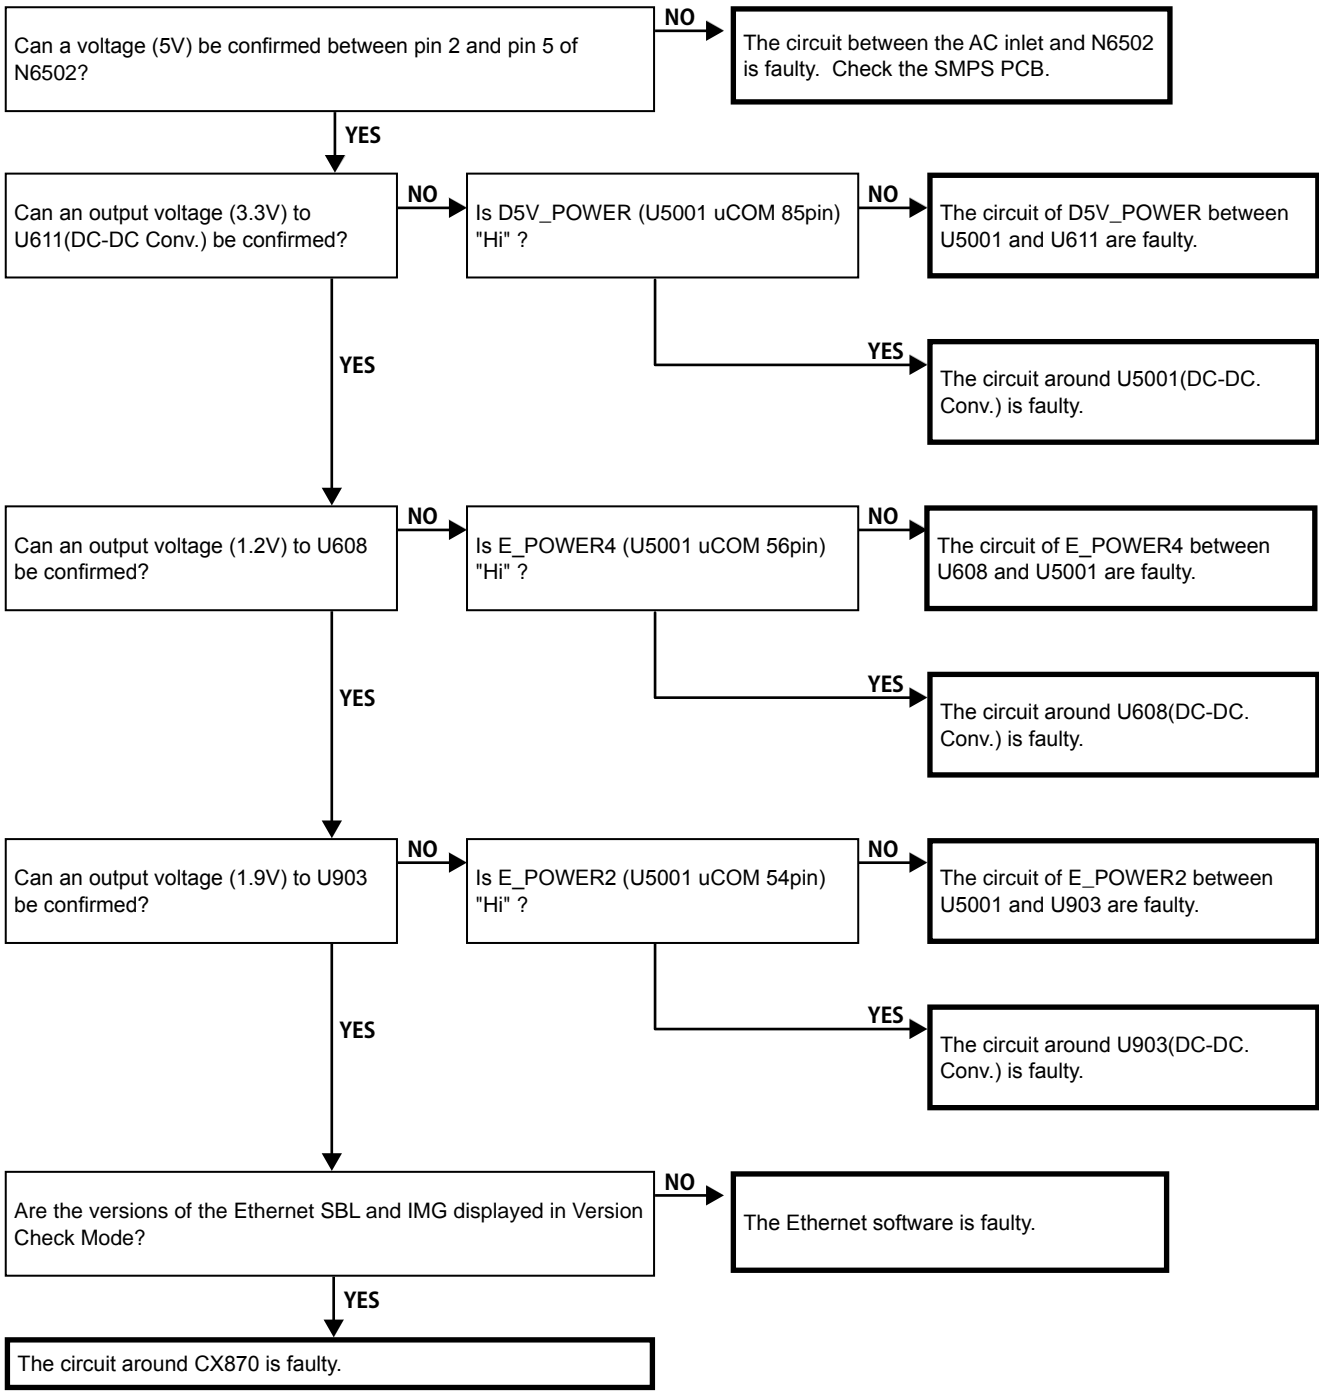 Can a voltage (5V) be confirmed between pin 2 and pin 5 of
N6502?
NO
The circuit between the AC inlet and N6502
is faulty.  Check the SMPS PCB.
YES
Can an output voltage (3.3V) to
U611(DC-DC Conv.) be confirmed?
NO
Is D5V_POWER (U5001 uCOM 85pin)
"Hi" ?
NO
The circuit of D5V_POWER between
U5001 and U611 are faulty.
YES
YES
The circuit around U5001(DC-DC.
Conv.) is faulty.
Can an output voltage (1.2V) to U608
be confirmed?
NO
Is E_POWER4 (U5001 uCOM 56pin)
"Hi" ?
NO
The circuit of E_POWER4 between
U608 and U5001 are faulty.
YES
YES
The circuit around U608(DC-DC.
Conv.) is faulty.
Can an output voltage (1.9V) to U903
be confirmed?
NO
Is E_POWER2 (U5001 uCOM 54pin)
"Hi" ?
NO
The circuit of E_POWER2 between
U5001 and U903 are faulty.
YES
YES
The circuit around U903(DC-DC.
Conv.) is faulty.
Are the versions of the Ethernet SBL and IMG displayed in Version
Check Mode?
NO
The Ethernet software is faulty.
YES
The circuit around CX870 is faulty.